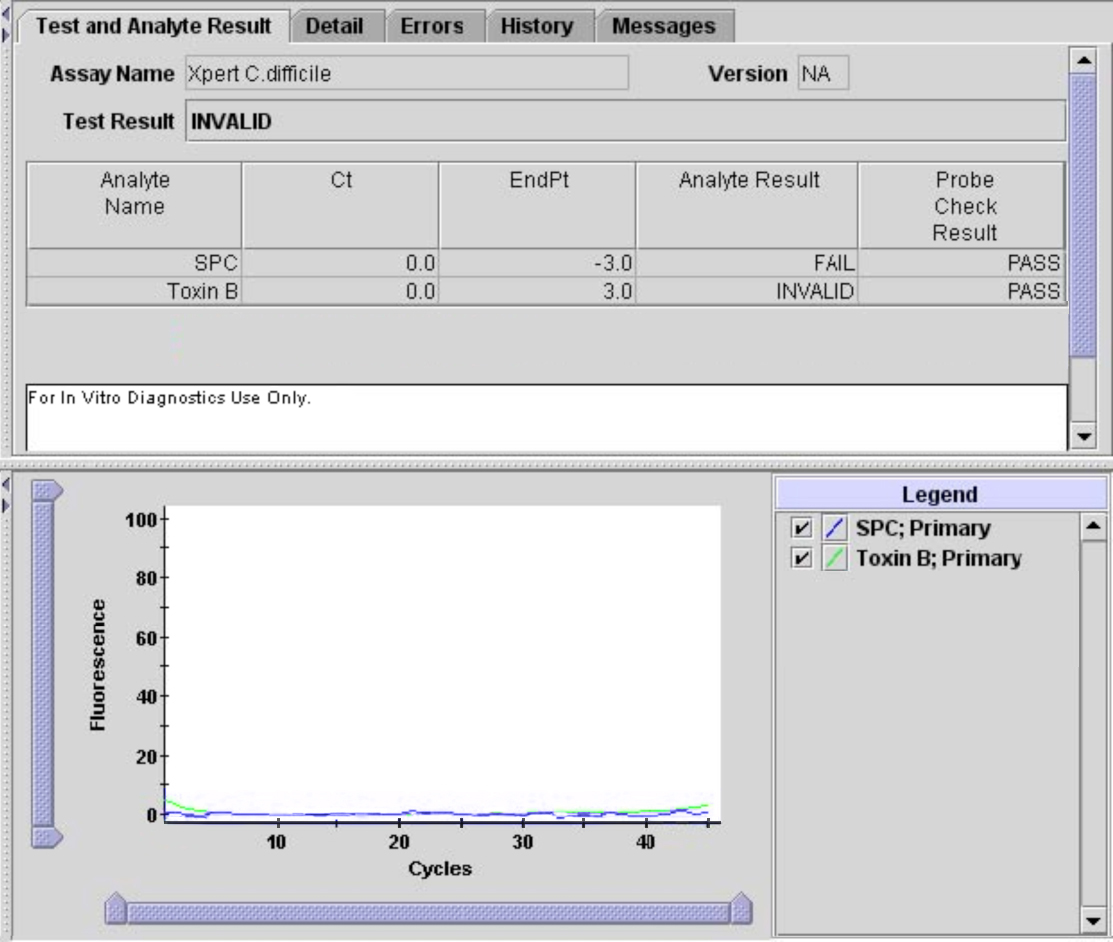 Test and Analyte Result Detail Errors History Messages
Assay Name Xpert C.difficile Version NA
Test Result INVALID
Analyte Name Ct EndPt Analyte Result Probe Check Result
SPC 0.0 -3.0 FAIL PASS
Toxin B 0.0 3.0 INVALID PASS
For In Vitro Diagnostics Use Only.
Legend
SPC; Primary
Toxin B; Primary
100
80
60
40
20
0
Fluorescence
10 20 30 40
Cycles